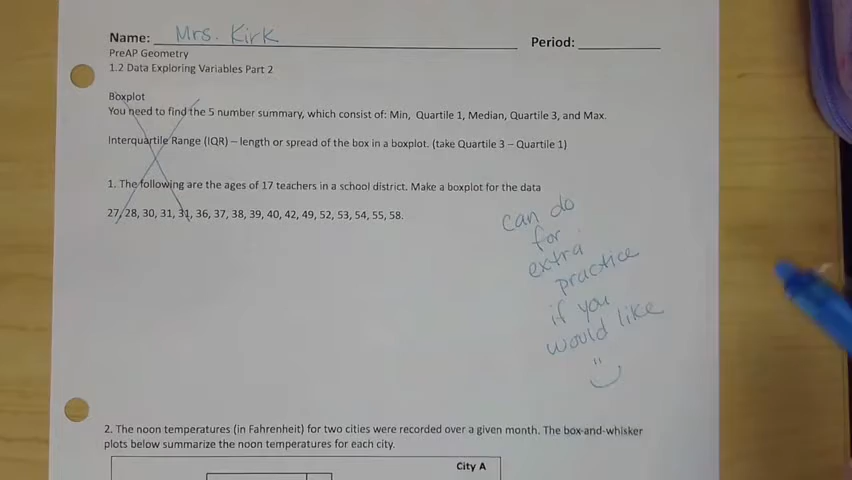 Name: Mrs. Kirk Period:
PreAP Geometry
1.2 Data Exploring Variables Part 2
Boxplot
You need to find the 5 number summary, which consist of: Min, Quartile 1, Median, Quartile 3, and Max.
Interquartile Range (IQR) – length or spread of the box in a boxplot. (take Quartile 3 – Quartile 1)
1. The following are the ages of 17 teachers in a school district. Make a boxplot for the data
27, 28, 30, 31, 31, 36, 37, 38, 39, 40, 42, 49, 52, 53, 54, 55, 58.
can do
for
extra
practice
if you
would like
2. The noon temperatures (in Fahrenheit) for two cities were recorded over a given month. The box-and-whisker
plots below summarize the noon temperatures for each city.
City A